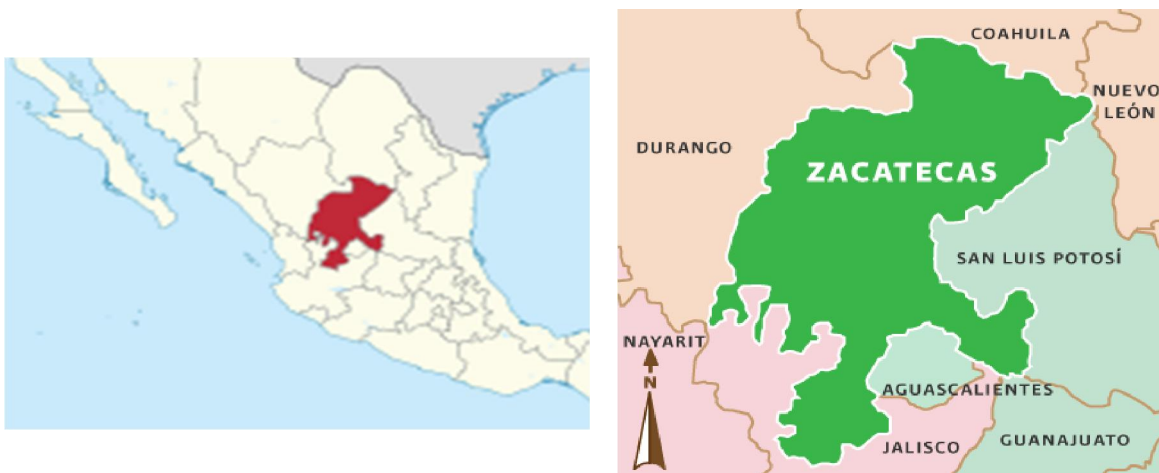 COAHUILA
NUEVO
LEÓN
DURANGO
ZACATECAS
SAN LUIS POTOSÍ
NAYARIT
N
AGUASCALIENTES
JALISCO
GUANAJUATO